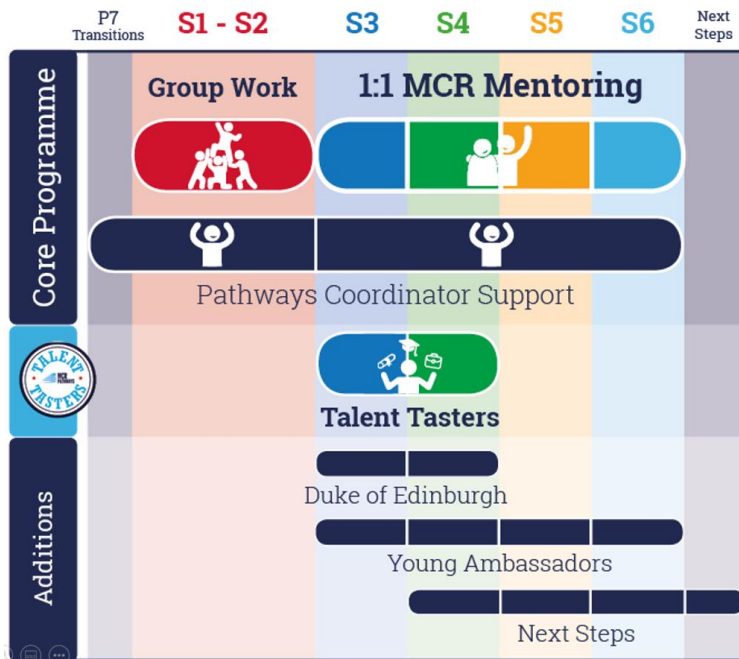 P7
Transitions
S1 - S2
S3
S4
S5
S6
Next
Steps
Core Programme
Group Work
1:1 MCR Mentoring
Pathways Coordinator Support
TALENT
MCR
PATHWAYS
TASTERS
Talent Tasters
Additions
Duke of Edinburgh
Young Ambassadors
Next Steps